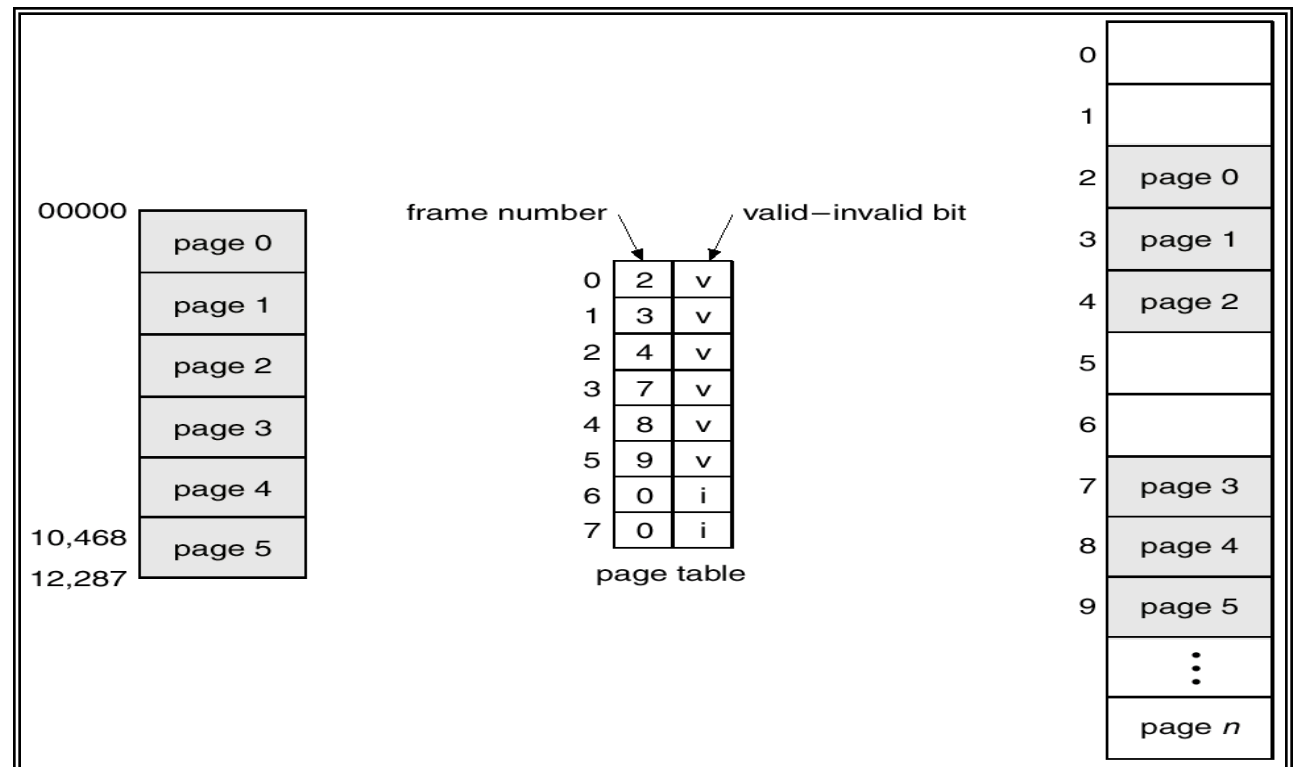 00000
page 0
page 1
page 2
page 3
page 4
10,468
page 5
12,287
frame number
valid–invalid bit
0 2 v
1 3 v
2 4 v
3 7 v
4 8 v
5 9 v
6 0 i
7 0 i
page table
0
1
2 page 0
3 page 1
4 page 2
5
6
7 page 3
8 page 4
9 page 5
page n